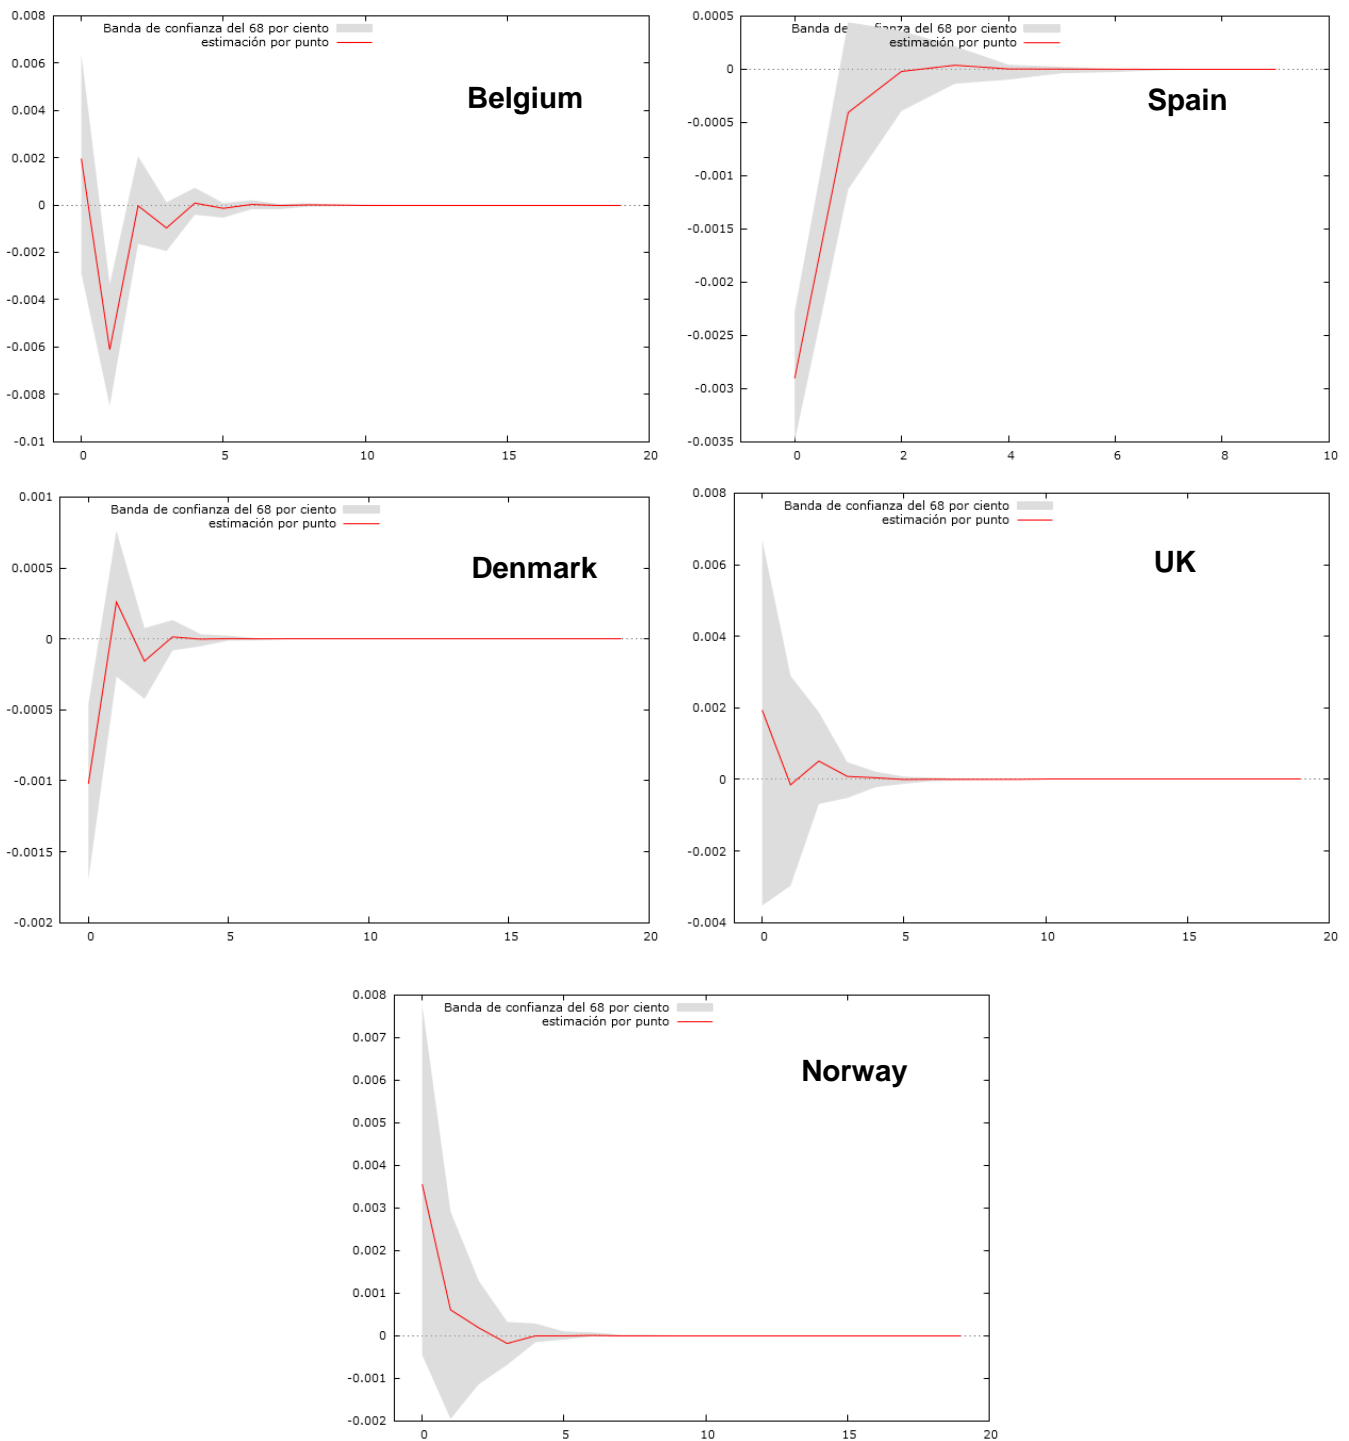 0.008
Banda de confianza del 68 por ciento
estimación por punto
0.006
Belgium
0.004
0.002
0
-0.002
-0.004
-0.006
-0.008
-0.01
0 5 10 15 20
0.0005
Banda de confianza del 68 por ciento
estimación por punto
0
Spain
-0.0005
-0.001
-0.0015
-0.002
-0.0025
-0.003
-0.0035
0 2 4 6 8 10
0.001
Banda de confianza del 68 por ciento
estimación por punto
Denmark
0.0005
0
-0.0005
-0.001
-0.0015
-0.002
0 5 10 15 20
0.008
Banda de confianza del 68 por ciento
estimación por punto
UK
0.006
0.004
0.002
0
-0.002
-0.004
0 5 10 15 20
0.008
Banda de confianza del 68 por ciento
estimación por punto
0.007
Norway
0.006
0.005
0.004
0.003
0.002
0.001
0
-0.001
-0.002
0 5 10 15 20